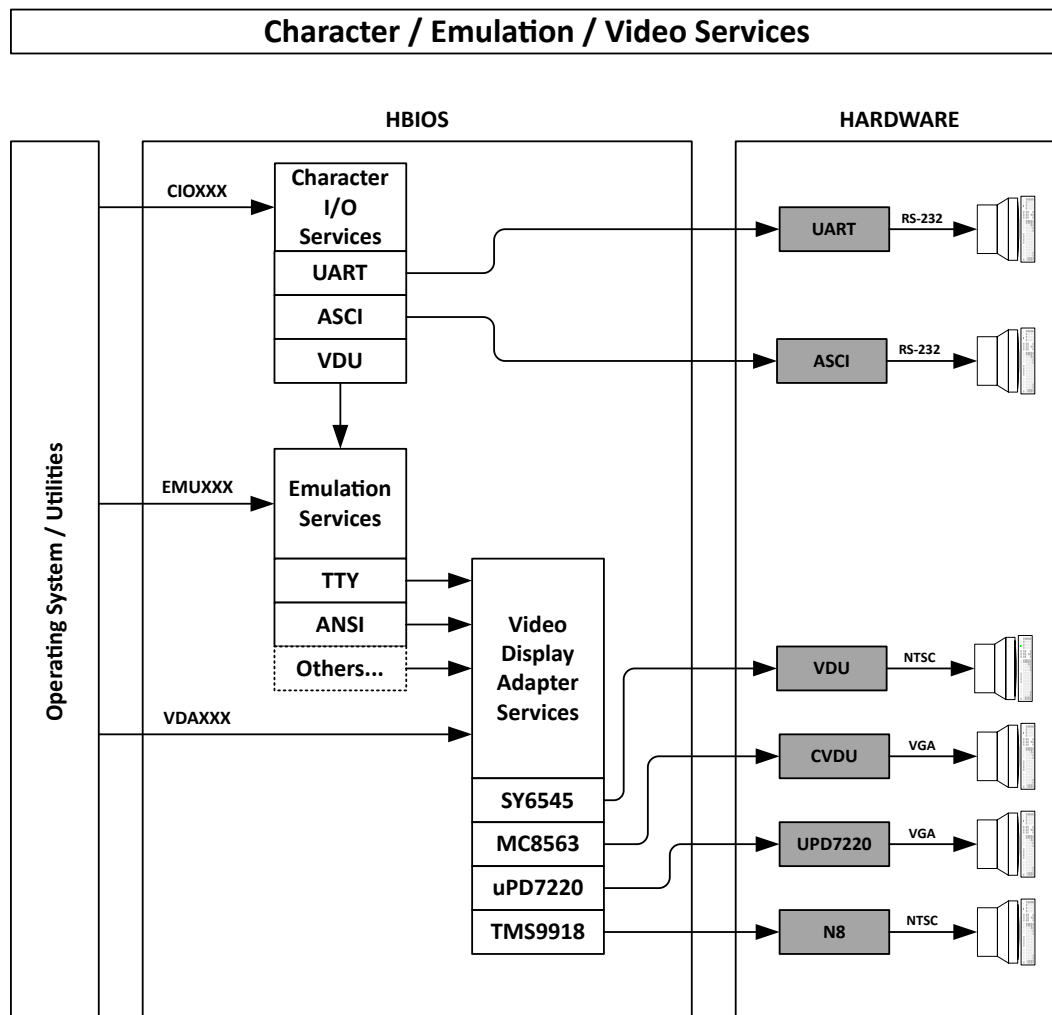 Character / Emulation / Video Services
HBIOS
HARDWARE
Operating System / Utilities
CIOXXX
Character
I/O
Services
UART
ASCI
VDU
UART
RS-232
ASCI
RS-232
EMUXXX
Emulation
Services
TTY
ANSI
Others...
VDAXXX
Video
Display
Adapter
Services
SY6545
MC8563
uPD7220
TMS9918
VDU
NTSC
CVDU
VGA
UPD7220
VGA
N8
NTSC